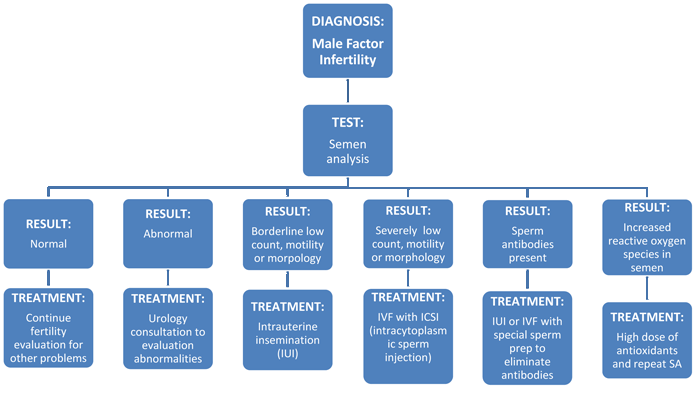 DIAGNOSIS:
Male Factor
Infertility
TEST:
Semen
analysis
RESULT:
Normal
RESULT:
Abnormal
RESULT:
Borderline low
count, motility
or morpology
RESULT:
Severely low
count, motility
or morphology
RESULT:
Sperm
antibodies
present
RESULT:
Increased
reactive oxygen
species in
semen
TREATMENT:
Continue
fertility
evaluation for
other problems
TREATMENT:
Urology
consultation to
evaluation
abnormalities
TREATMENT:
Intrauterine
insemination
(IUI)
TREATMENT:
IVF with ICSI
(intracytoplasm
ic sperm
injection)
TREATMENT:
IUI or IVF with
special sperm
prep to
eliminate
antibodies
TREATMENT:
High dose of
antioxidants
and repeat SA